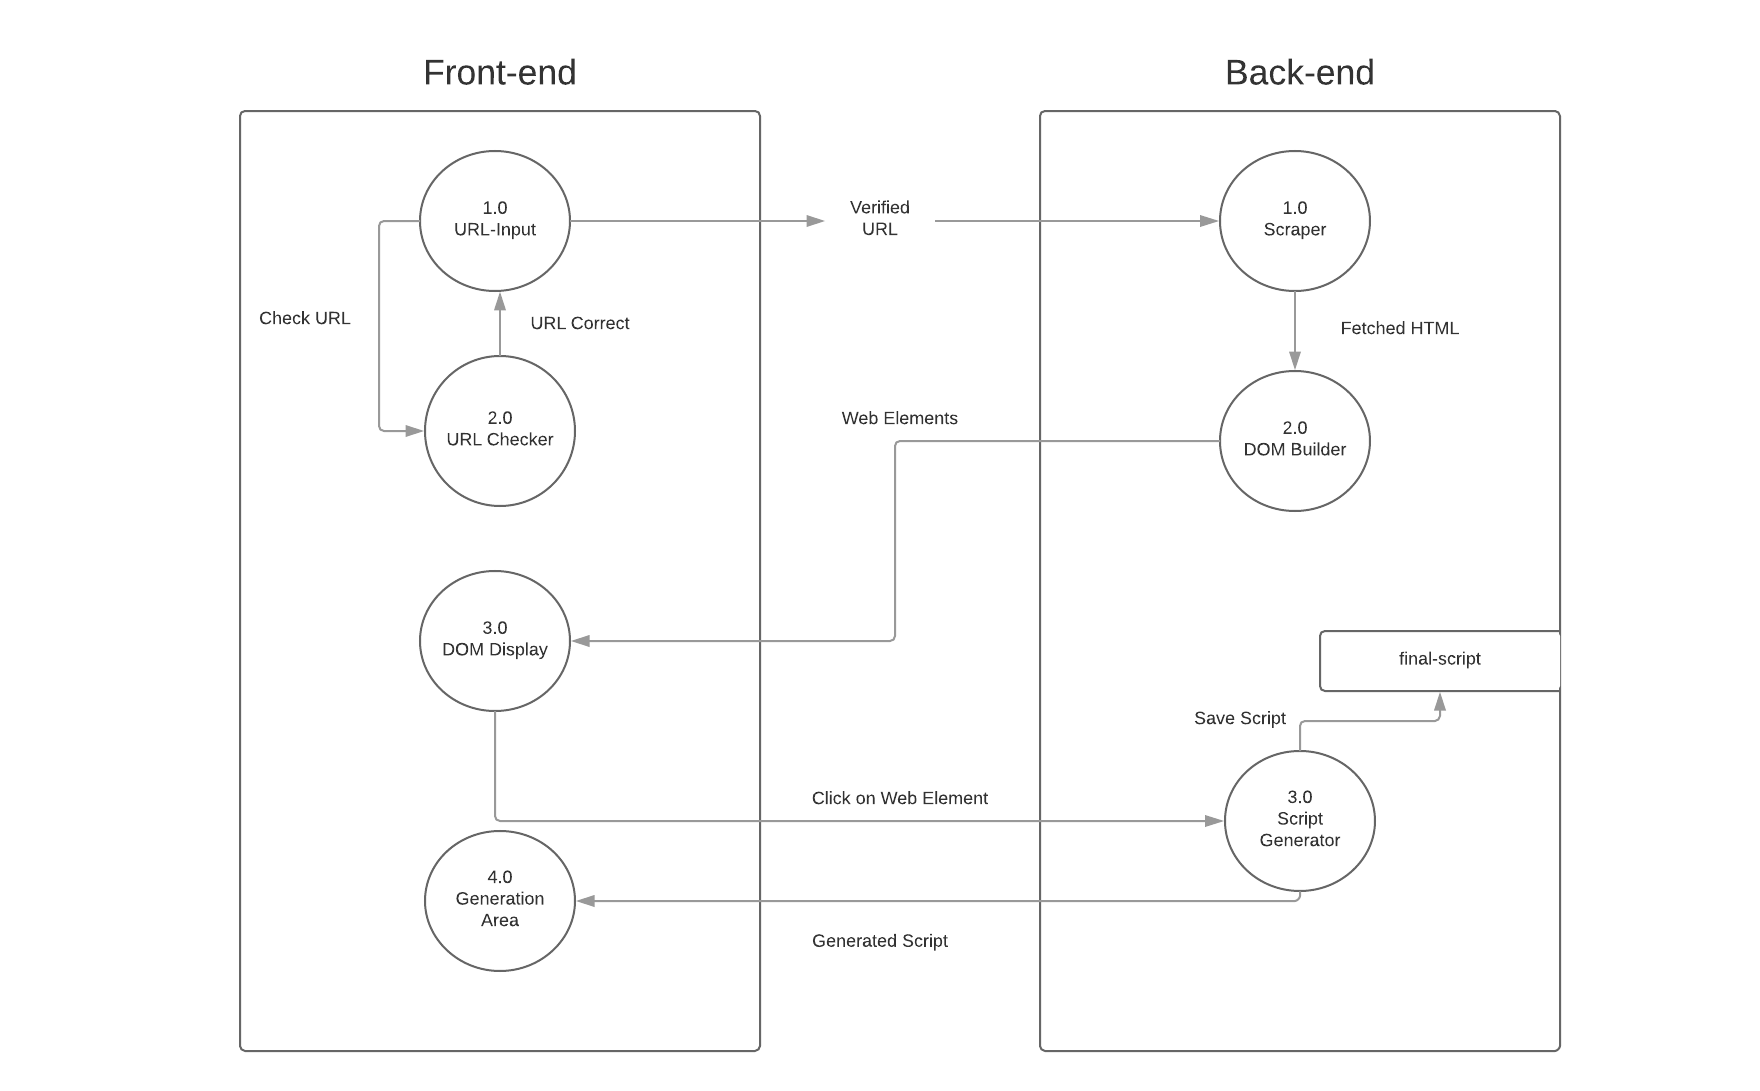 Front-end
Back-end
1.0
URL-Input
Verified
URL
1.0
Scraper
Check URL
URL Correct
Fetched HTML
2.0
URL Checker
Web Elements
2.0
DOM Builder
3.0
DOM Display
final-script
Save Script
Click on Web Element
3.0
Script
Generator
4.0
Generation
Area
Generated Script